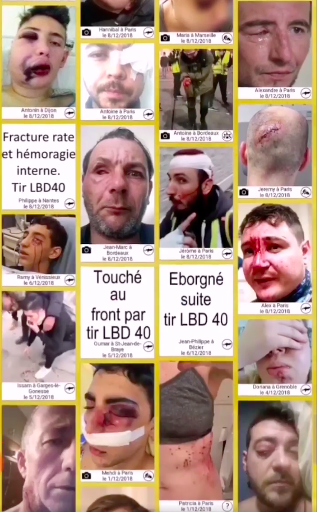 Hannibal à Paris
le 8/12/2018
Antonin à Dijon
le 8/12/2018
Antoine à Paris
le 8/12/2018
Fracture rate
et hémoragie
interne.
Tir LBD40
Philippe à Nantes
le 8/12/2018
Jean-Marc à
Bordeaux
le 8/12/2018
Remy à Vénissieux
le 6/12/2018
Touché
au
front par
tir LBD 40
Oumar à St-Jean-de-
Braye
le 5/12/2018
Issam à Garges-le-
Gonesse
le 5/12/2018
Mehdi à Paris
le 1/12/2018
Maria à Marseille
le 8/12/2018
Alexandre à Paris
le 8/12/2018
Antoine à Bordeaux
le 8/12/2018
Jeremy à Paris
le 8/12/2018
Jérôme à Paris
le 8/12/2018
Alex à Paris
le 8/12/2018
Eborgné
suite
tir LBD 40
Jean-Philippe à
Bézier
le 6/12/2018
Doriana à Grenoble
le 4/12/2018
Patricia à Paris
le 1/12/2018
?